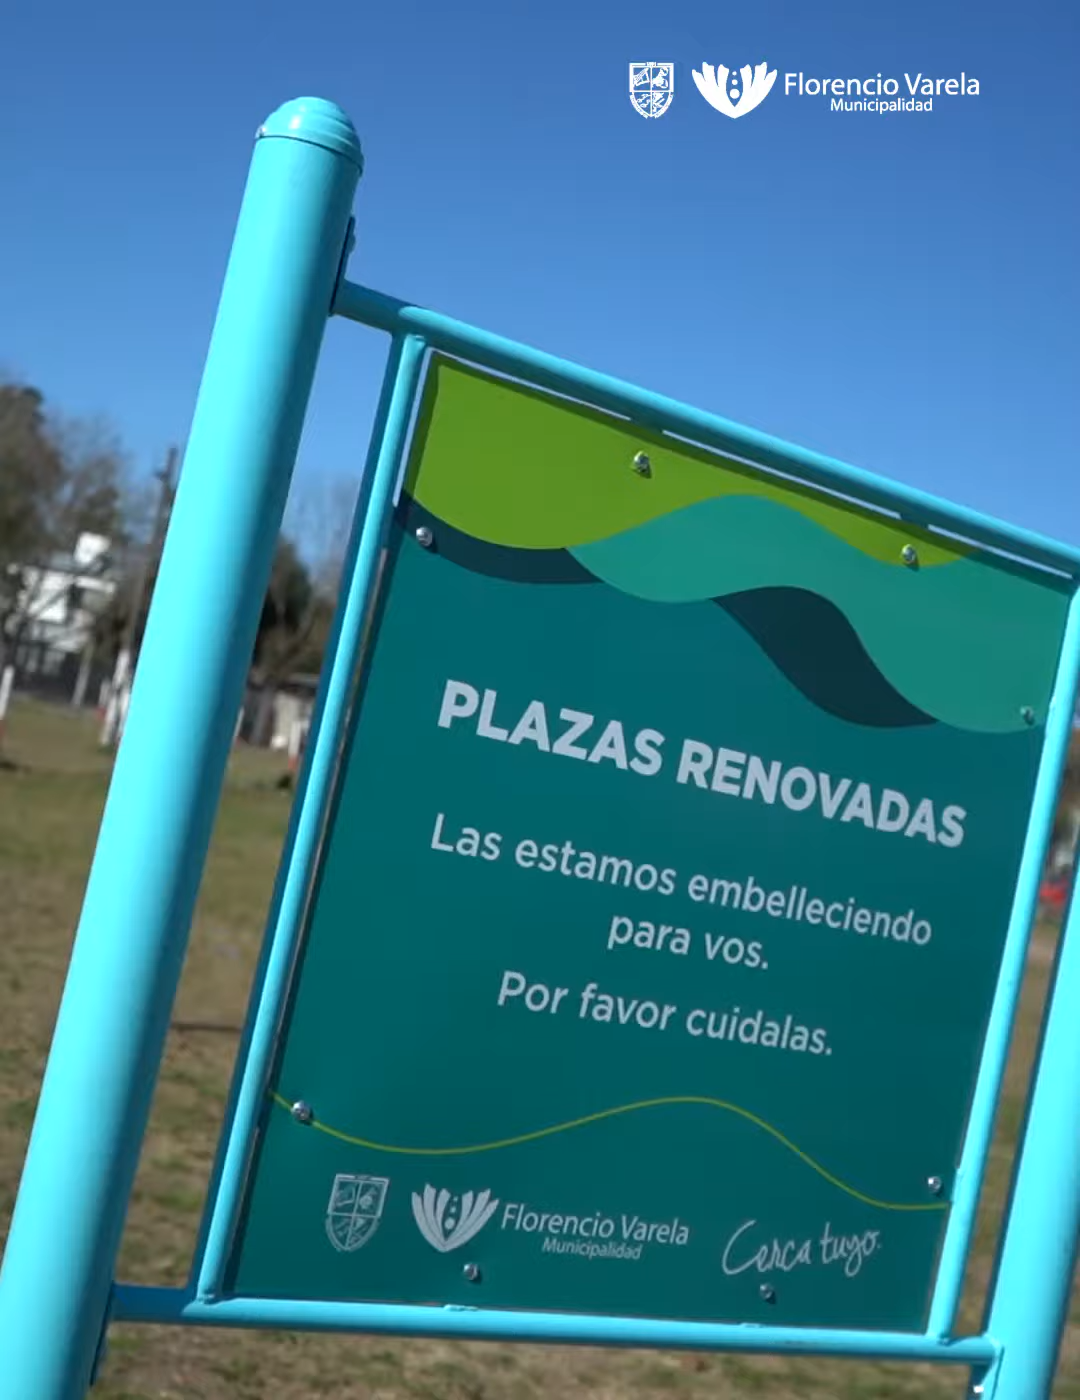 Florencio Varela
Municipalidad
PLAZAS RENOVADAS
Las estamos embelleciendo
para vos.
Por favor cuidalas.
Florencio Varela
Municipalidad
Cerca tuyo.